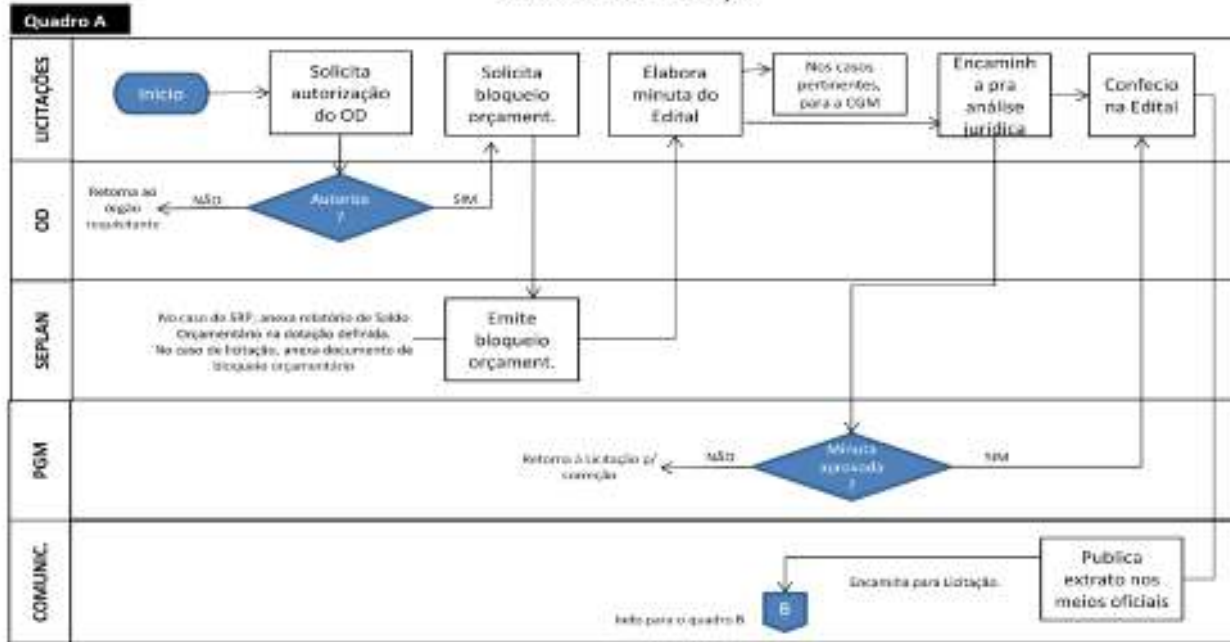 Quadro A
LICITAÇÕES
Início
Solicita
autorização
do OD
Solicita
bloqueio
orçament.
Elabora
minuta do
Edital
Nos casos
pertinentes,
para a CGM
Encaminh
a pra
análise
jurídica
Confecio
na Edital
OD
Retorna ao
órgão
requisitante
NÃO
Autoriza
?
SIM
SEPLAN
No caso de SRP, anexa relatório de Saldo
Orçamentário na dotação definida.
No caso de licitação, anexa documento de
bloqueio orçamentário
Emite
bloqueio
orçament.
PGM
Retorna à Licitação p/
correção
NÃO
Minuta
aprovada
?
SIM
COMUNIC.
Indo para o quadro B
B
Encaminha para Licitação.
Publica
extrato nos
meios oficiais